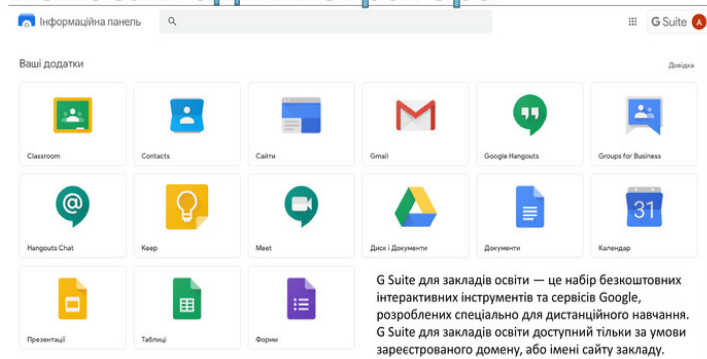 Інформаційна панель
G Suite
A
Ваші додатки
Довідка
Classroom
Contacts
Сайти
Gmail
Google Hangouts
Groups for Business
31
Hangouts Chat
Keep
Meet
Диск і Документи
Документи
Календар
Презентації
Таблиці
Форми
G Suite для закладів освіти — це набір безкоштовних
інтерактивних інструментів та сервісів Google,
розроблених спеціально для дистанційного навчання.
G Suite для закладів освіти доступний тільки за умови
зареєстрованого домену, або імені сайту закладу.